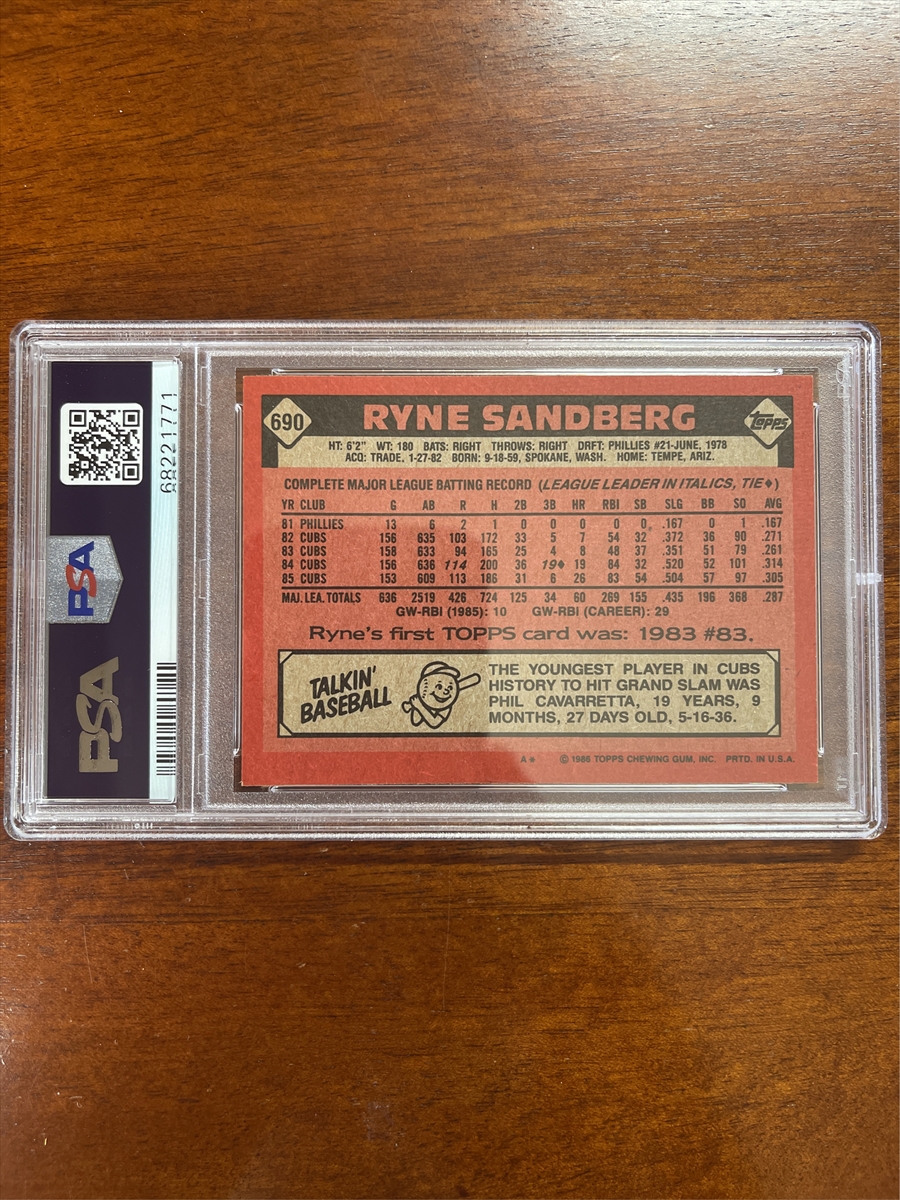 68221771
PSA
PSA
690
RYNE SANDBERG
topps
HT: 6'2" WT: 180 BATS: RIGHT THROWS: RIGHT DRFT: PHILLIES #21-JUNE, 1978
ACQ: TRADE, 1-27-82 BORN: 9-18-59, SPOKANE, WASH. HOME: TEMPE, ARIZ.
COMPLETE MAJOR LEAGUE BATTING RECORD (LEAGUE LEADER IN ITALICS, TIE♦)
YR CLUB G AB R H 2B 3B HR RBI SB SLG BB SO AVG
81 PHILLIES 13 6 2 1 0 0 0 0 0 .167 0 1 .167
82 CUBS 156 635 103 172 33 5 7 54 32 .372 36 90 .271
83 CUBS 158 633 94 165 25 4 8 48 37 .351 51 79 .261
84 CUBS 156 636 114 200 36 19♦ 19 84 32 .520 52 101 .314
85 CUBS 153 609 113 186 31 6 26 83 54 .504 57 97 .305
MAJ. LEA. TOTALS 636 2519 426 724 125 34 60 269 155 .435 196 368 .287
GW-RBI (1985): 10 GW-RBI (CAREER): 29
Ryne's first TOPPS card was: 1983 #83.
TALKIN'
BASEBALL
THE YOUNGEST PLAYER IN CUBS
HISTORY TO HIT GRAND SLAM WAS
PHIL CAVARRETTA, 19 YEARS, 9
MONTHS, 27 DAYS OLD, 5-16-36.
A* © 1986 TOPPS CHEWING GUM, INC. PRTD. IN U.S.A.